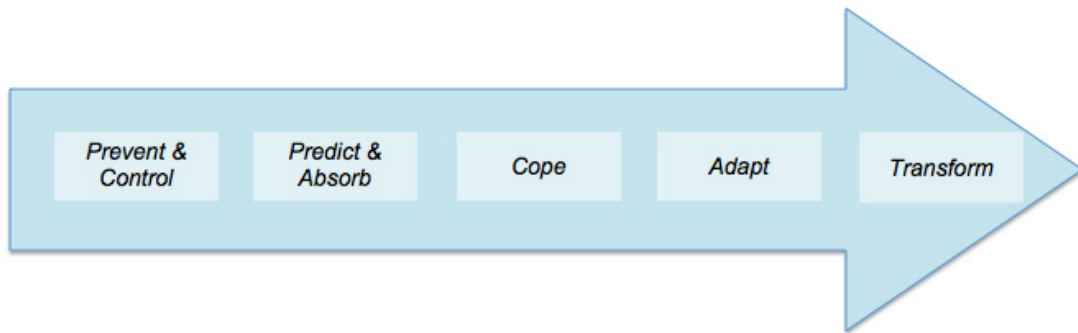 Prevent &
Control
Predict &
Absorb
Cope
Adapt
Transform